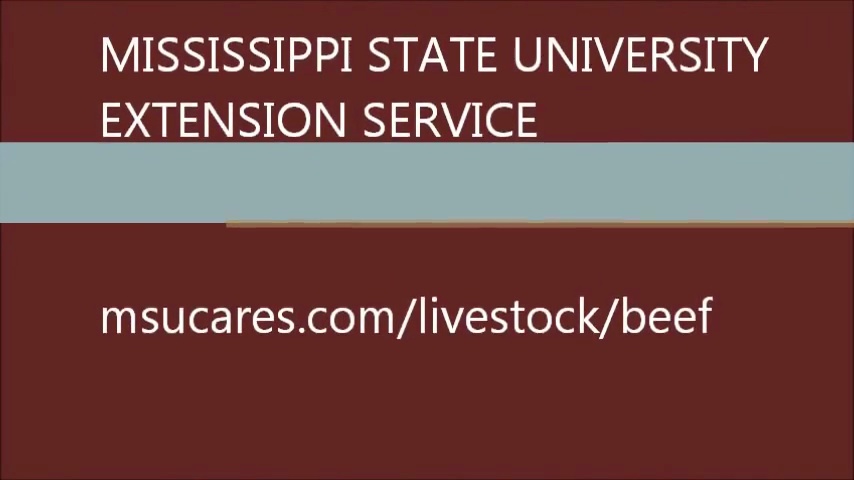 MISSISSIPPI STATE UNIVERSITY
EXTENSION SERVICE
msucares.com/livestock/beef